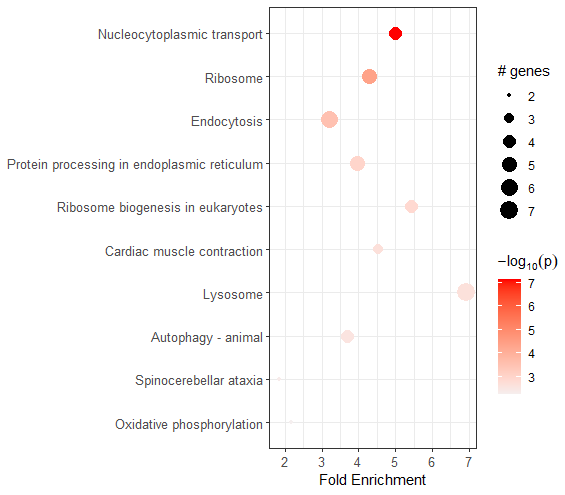 Nucleocytoplasmic transport
Ribosome
Endocytosis
Protein processing in endoplasmic reticulum
Ribosome biogenesis in eukaryotes
Cardiac muscle contraction
Lysosome
Autophagy - animal
Spinocerebellar ataxia
Oxidative phosphorylation
2 3 4 5 6 7
Fold Enrichment
# genes
2
3
4
5
6
7
−log10(p)
7
6
5
4
3